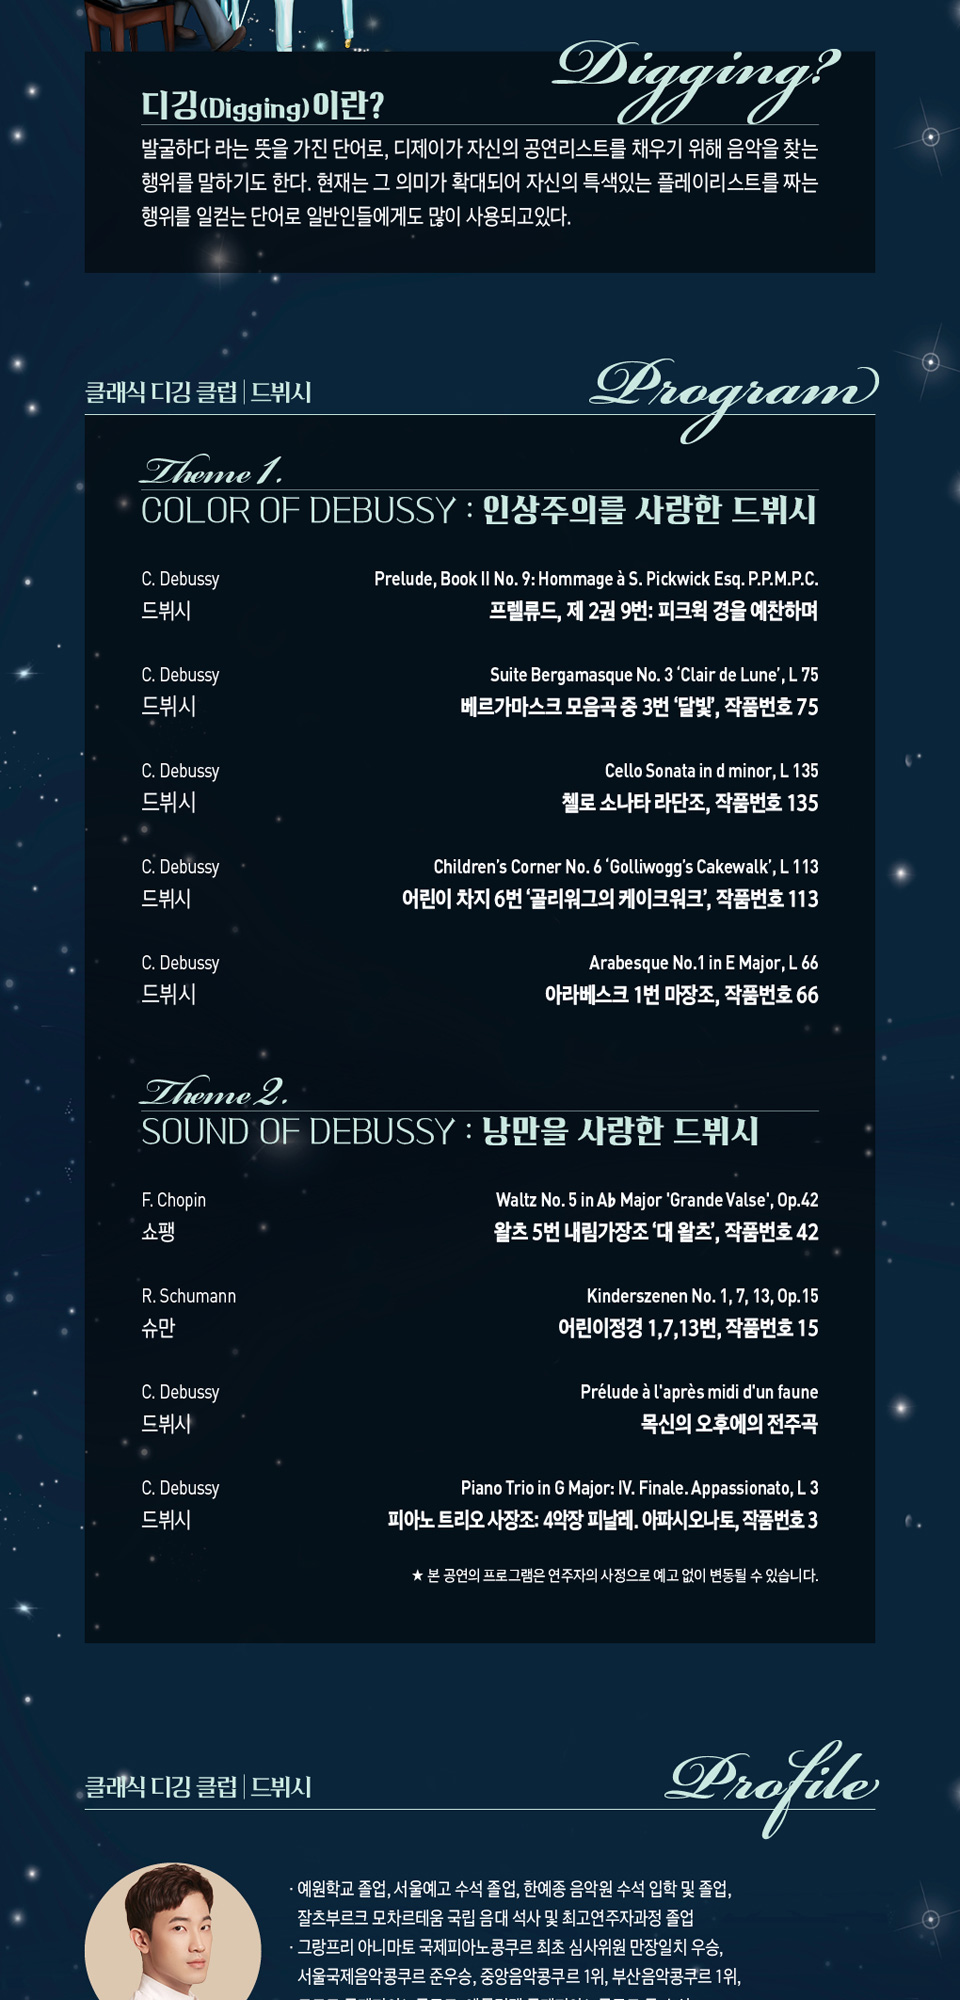 Digging?
디깅(Digging)이란?
발굴하다 라는 뜻을 가진 단어로, 디제이가 자신의 공연리스트를 채우기 위해 음악을 찾는
행위를 말하기도 한다. 현재는 그 의미가 확대되어 자신의 특색있는 플레이리스트를 짜는
행위를 일컫는 단어로 일반인들에게도 많이 사용되고있다.
클래식 디깅 클럽 | 드뷔시
Program
Theme 1.
COLOR OF DEBUSSY : 인상주의를 사랑한 드뷔시
C. Debussy Prelude, Book II No. 9: Hommage à S. Pickwick Esq. P.P.M.P.C.
드뷔시 프렐류드, 제 2권 9번: 피크윅 경을 예찬하며
C. Debussy Suite Bergamasque No. 3 ‘Clair de Lune’, L 75
드뷔시 베르가마스크 모음곡 중 3번 ‘달빛’, 작품번호 75
C. Debussy Cello Sonata in d minor, L 135
드뷔시 첼로 소나타 라단조, 작품번호 135
C. Debussy Children’s Corner No. 6 ‘Golliwogg’s Cakewalk’, L 113
드뷔시 어린이 차지 6번 ‘골리워그의 케이크워크’, 작품번호 113
C. Debussy Arabesque No.1 in E Major, L 66
드뷔시 아라베스크 1번 마장조, 작품번호 66
Theme 2.
SOUND OF DEBUSSY : 낭만을 사랑한 드뷔시
F. Chopin Waltz No. 5 in A♭ Major 'Grande Valse', Op.42
쇼팽 왈츠 5번 내림가장조 ‘대 왈츠’, 작품번호 42
R. Schumann Kinderszenen No. 1, 7, 13, Op.15
슈만 어린이정경 1,7,13번, 작품번호 15
C. Debussy Prélude à l'après midi d'un faune
드뷔시 목신의 오후에의 전주곡
C. Debussy Piano Trio in G Major: IV. Finale. Appassionato, L 3
드뷔시 피아노 트리오 사장조: 4악장 피날레. 아파시오나토, 작품번호 3
★ 본 공연의 프로그램은 연주자의 사정으로 예고 없이 변동될 수 있습니다.
클래식 디깅 클럽 | 드뷔시
Profile
· 예원학교 졸업, 서울예고 수석 졸업, 한예종 음악원 수석 입학 및 졸업,
잘츠부르크 모차르테움 국립 음대 석사 및 최고연주자과정 졸업
· 그랑프리 아니마토 국제피아노콩쿠르 최초 심사위원 만장일치 우승,
서울국제음악콩쿠르 준우승, 중앙음악콩쿠르 1위, 부산음악콩쿠르 1위,